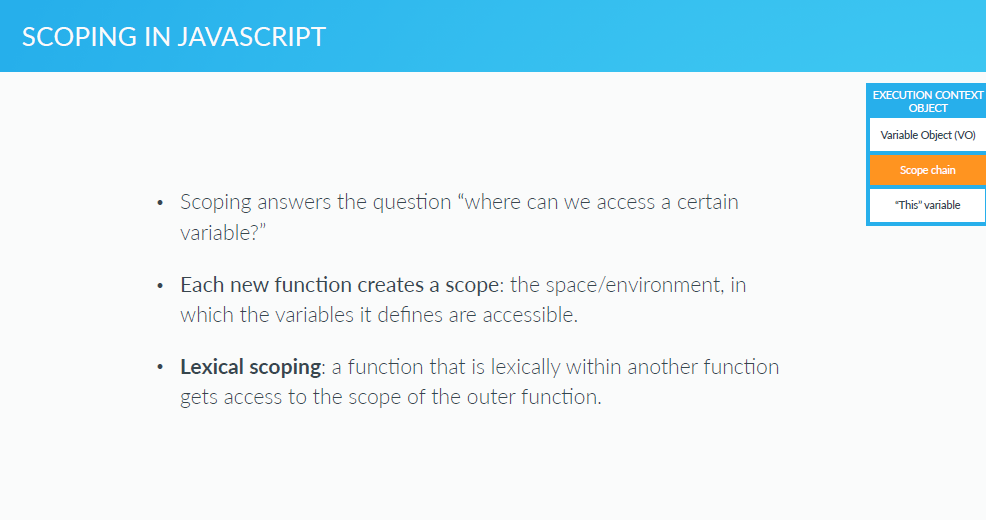 SCOPING IN JAVASCRIPT
EXECUTION CONTEXT
OBJECT
Variable Object (VO)
Scope chain
“This” variable
• Scoping answers the question “where can we access a certain
variable?”
• Each new function creates a scope: the space/environment, in
which the variables it defines are accessible.
• Lexical scoping: a function that is lexically within another function
gets access to the scope of the outer function.